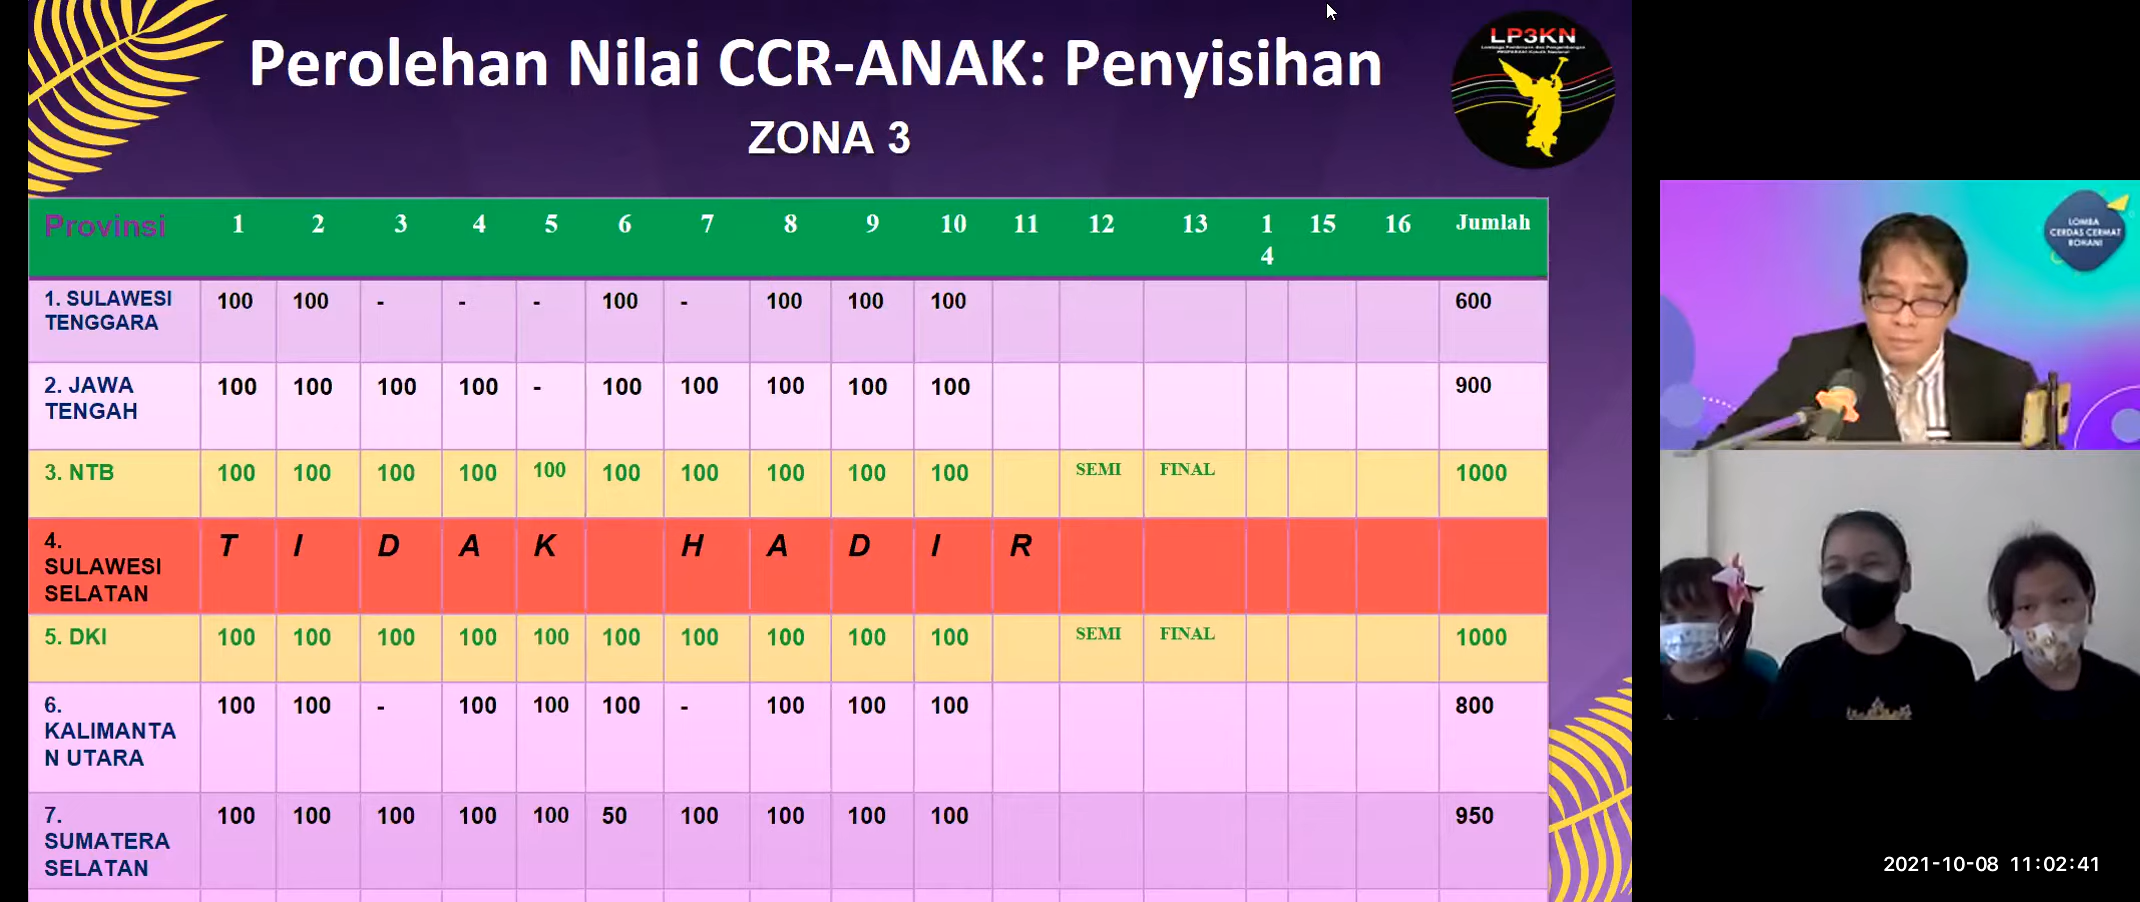 Perolehan Nilai CCR-ANAK: Penyisihan
ZONA 3
LP3KN
Provinsi 1 2 3 4 5 6 7 8 9 10 11 12 13 14 15 16 Jumlah
1. SULAWESI
TENGGARA
100 100 - - - 100 - 100 100 100 600
2. JAWA
TENGAH
100 100 100 100 - 100 100 100 100 100 900
3. NTB 100 100 100 100 100 100 100 100 100 100 SEMI FINAL 1000
4.
SULAWESI
SELATAN
T I D A K H A D I R
5. DKI 100 100 100 100 100 100 100 100 100 100 SEMI FINAL 1000
6.
KALIMANTA
N UTARA
100 100 - 100 100 100 - 100 100 100 800
7.
SUMATERA
SELATAN
100 100 100 100 100 50 100 100 100 100 950
LOMBA
CERDAS CERMAT
ROHANI
2021-10-08 11:02:41